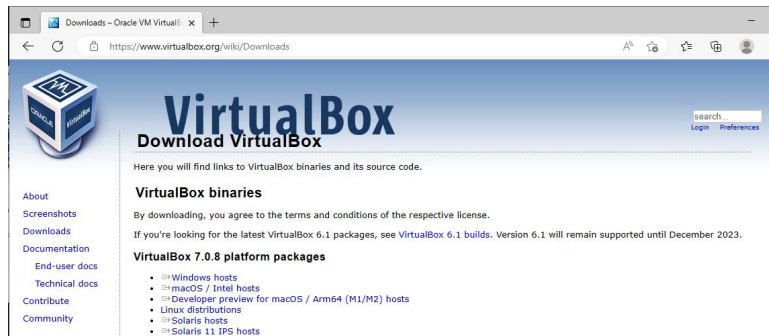 Downloads – Oracle VM VirtualB
https://www.virtualbox.org/wiki/Downloads
ORACLE
VirtualBox
VirtualBox
search...
Login Preferences
Download VirtualBox
Here you will find links to VirtualBox binaries and its source code.
About
Screenshots
Downloads
Documentation
End-user docs
Technical docs
Contribute
Community
VirtualBox binaries
By downloading, you agree to the terms and conditions of the respective license.
If you're looking for the latest VirtualBox 6.1 packages, see VirtualBox 6.1 builds. Version 6.1 will remain supported until December 2023.
VirtualBox 7.0.8 platform packages
Windows hosts
macOS / Intel hosts
Developer preview for macOS / Arm64 (M1/M2) hosts
Linux distributions
Solaris hosts
Solaris 11 IPS hosts